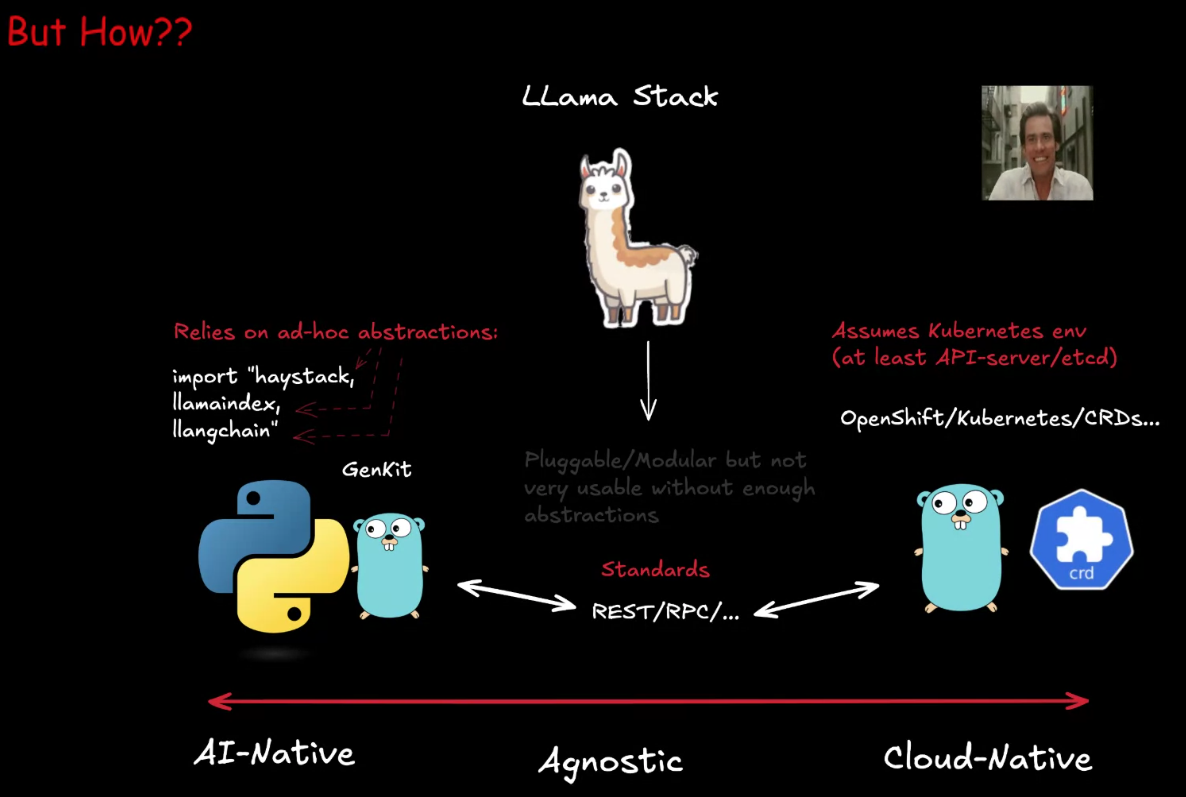 But How??
LLama Stack
Relies on ad-hoc abstractions:
import "haystack,
llamaindex,
llangchain"
GenKit
Pluggable/Modular but not
very usable without enough
abstractions
Standards
REST/RPC/...
Assumes Kubernetes env
(at least API-server/etcd)
OpenShift/Kubernetes/CRDs...
crd
AI-Native
Agnostic
Cloud-Native